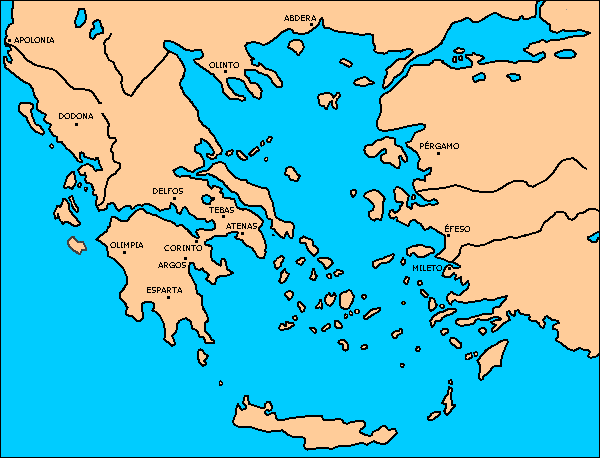 ABDERA
APOLONIA
OLINTO
DODONA
PÉRGAMO
DELFOS
TEBAS
ATENAS
ÉFESO
OLIMPIA
CORINTO
ARGOS
MILETO
ESPARTA